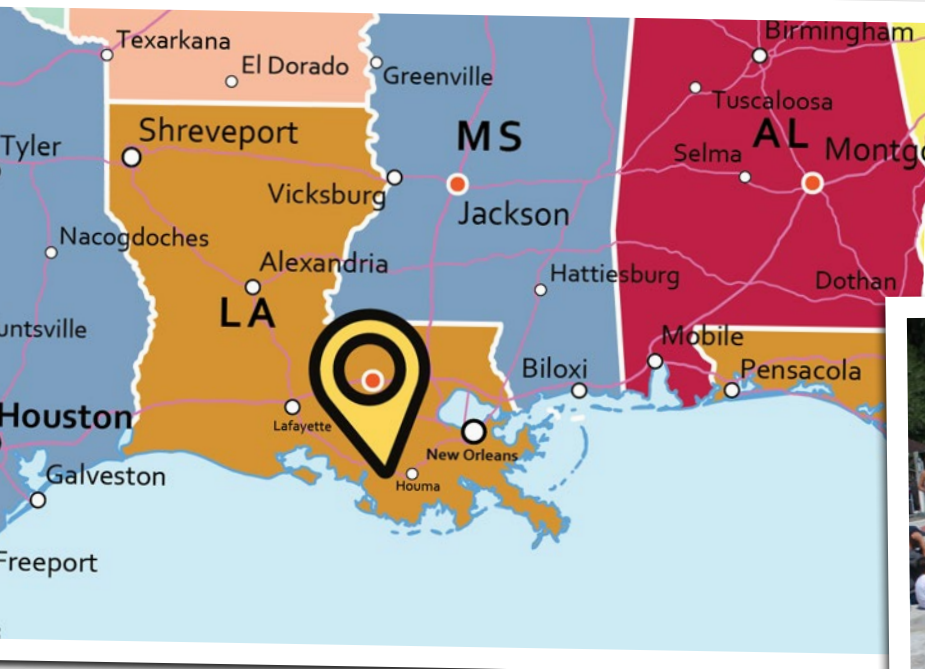 Texarkana
El Dorado
Greenville
Birmingham
Tuscaloosa
Shreveport
MS
AL
Tyler
Selma
Vicksburg
Jackson
Nacogdoches
Alexandria
Hattiesburg
Dothan
LA
Mobile
Biloxi
Pensacola
Houston
Lafayette
New Orleans
Galveston
Houma
Freeport